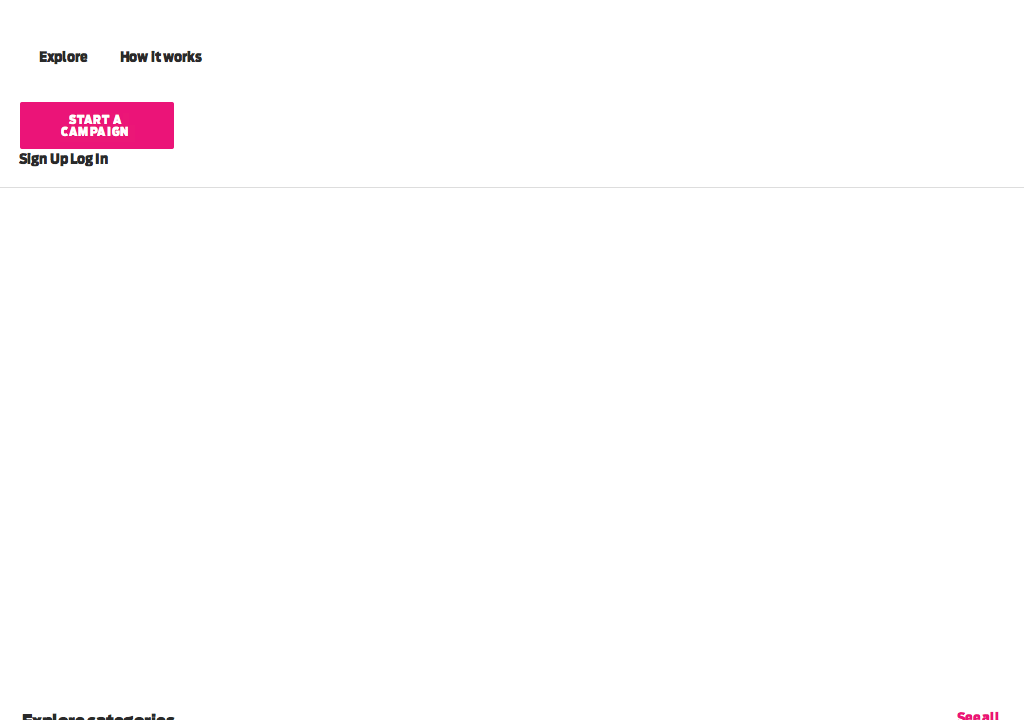 Explore How it works
START A
CAMPAIGN
Sign Up Log In
Explore categories See all